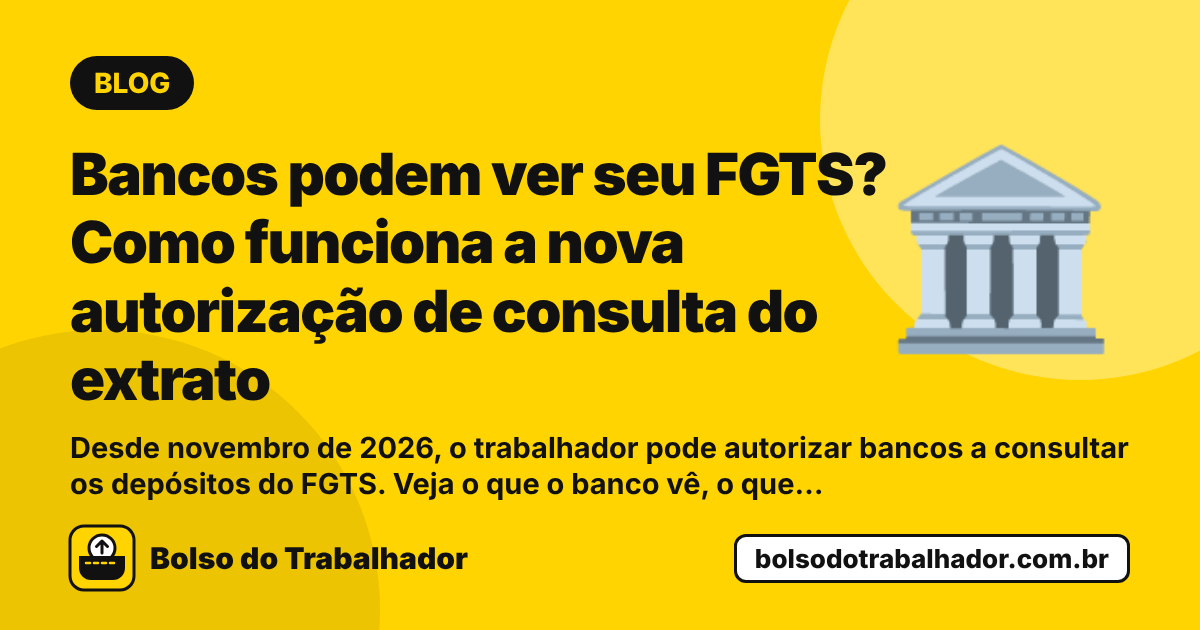 BLOG
Bancos podem ver seu FGTS?
Como funciona a nova
autorização de consulta do
extrato
Desde novembro de 2026, o trabalhador pode autorizar bancos a consultar
os depósitos do FGTS. Veja o que o banco vê, o que...
Bolso do Trabalhador
bolsodotrabalhador.com.br